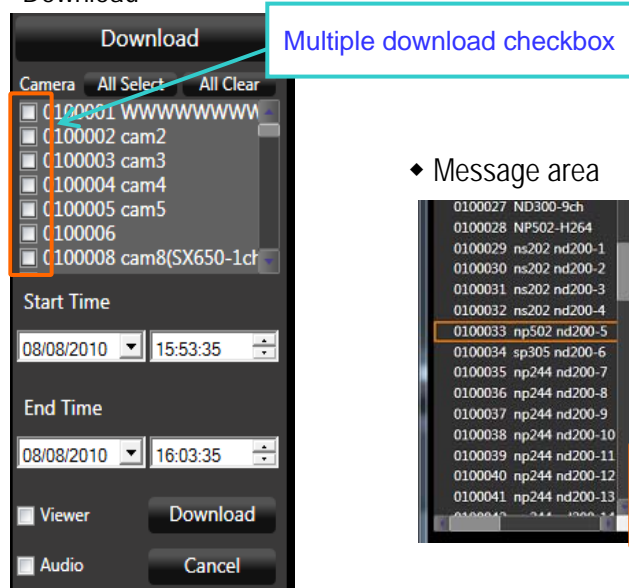 Download
Download
Multiple download checkbox
Camera All Select All Clear
0100001 WWWWWWWW
0100002 cam2
0100003 cam3
0100004 cam4
0100005 cam5
0100006
0100008 cam8(SX650-1ch
Start Time
08/08/2010 15:53:35
End Time
08/08/2010 16:03:35
Viewer Download
Audio Cancel
◆ Message area
0100027 ND300-9ch
0100028 NP502-H264
0100029 ns202 nd200-1
0100030 ns202 nd200-2
0100031 ns202 nd200-3
0100032 ns202 nd200-4
0100033 np502 nd200-5
0100034 sp305 nd200-6
0100035 np244 nd200-7
0100036 np244 nd200-8
0100037 np244 nd200-9
0100038 np244 nd200-10
0100039 np244 nd200-11
0100040 np244 nd200-12
0100041 np244 nd200-13